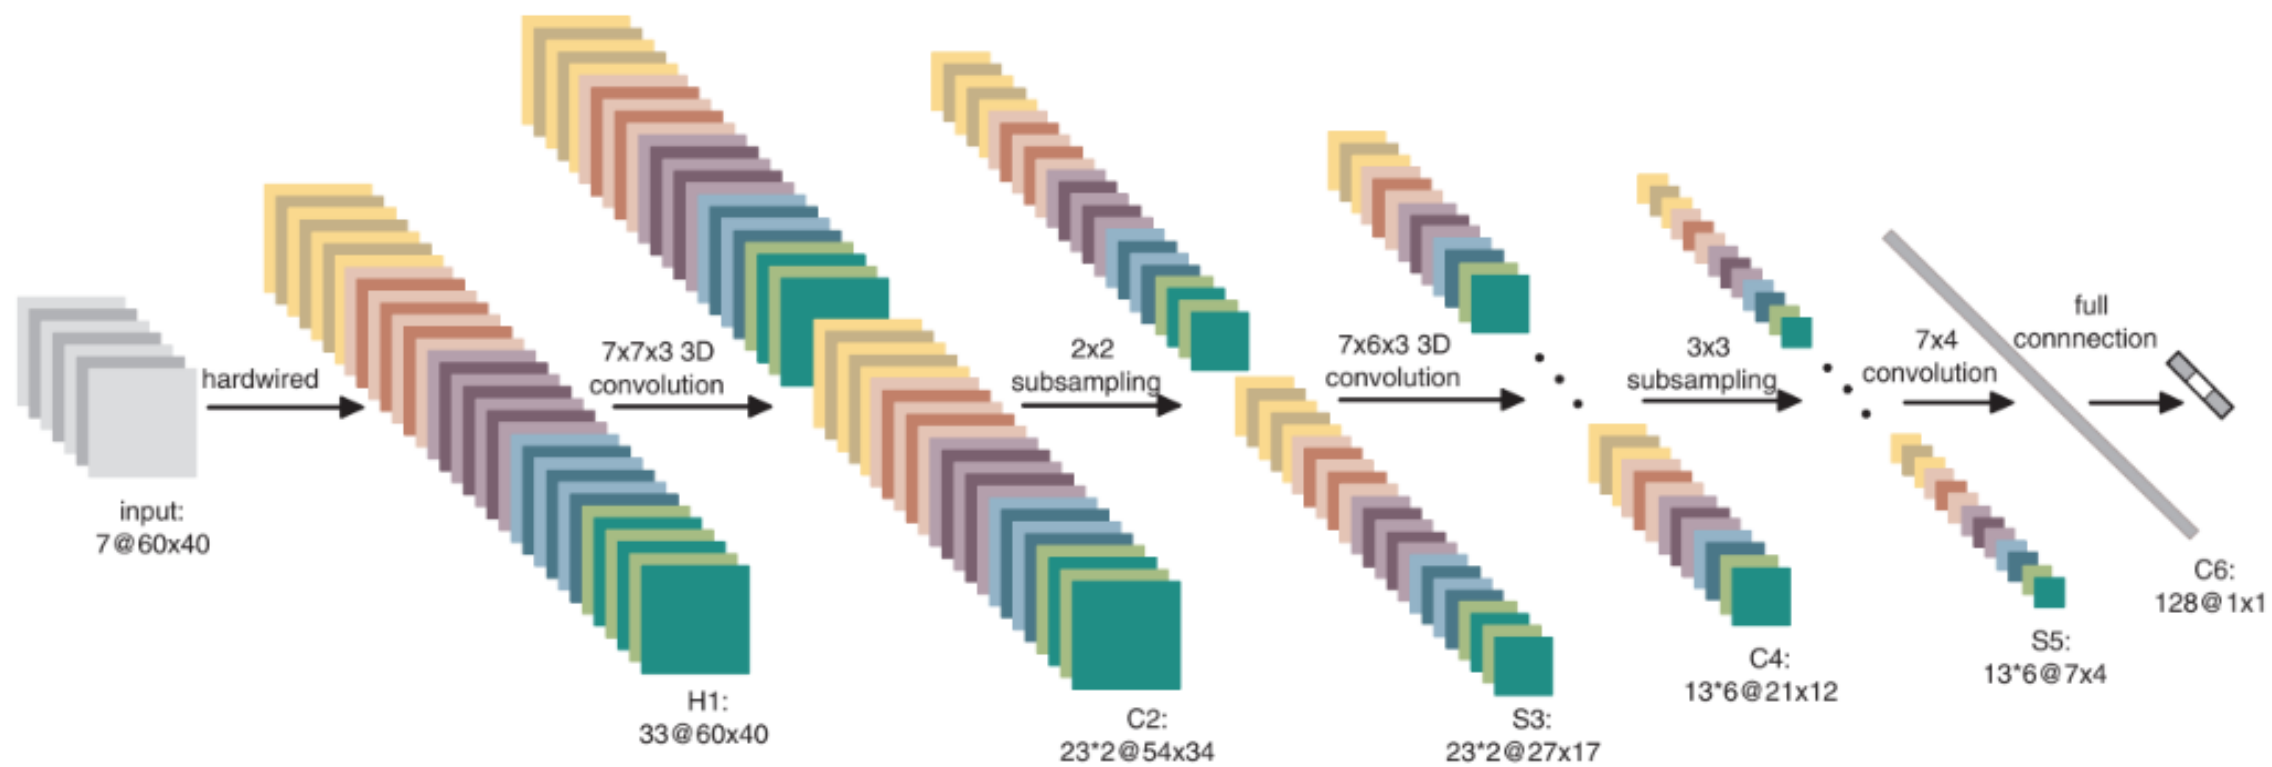 input:
7@60x40
hardwired
H1:
33@60x40
7x7x3 3D
convolution
C2:
23*2@54x34
2x2
subsampling
S3:
23*2@27x17
7x6x3 3D
convolution
C4:
13*6@21x12
3x3
subsampling
S5:
13*6@7x4
7x4
convolution
C6:
128@1x1
full
connnection